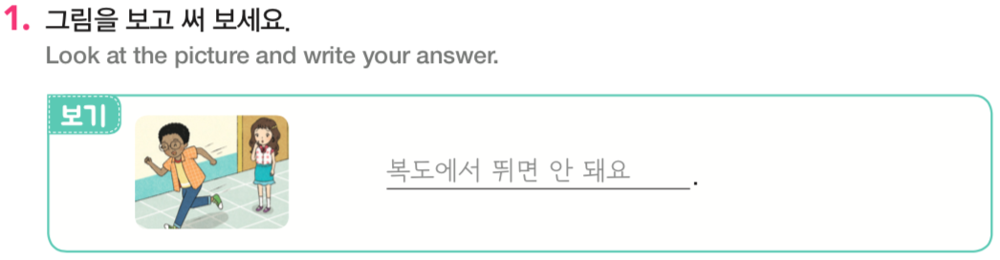 1. 그림을 보고 써 보세요.
Look at the picture and write your answer.
보기
복도에서 뛰면 안 돼요.